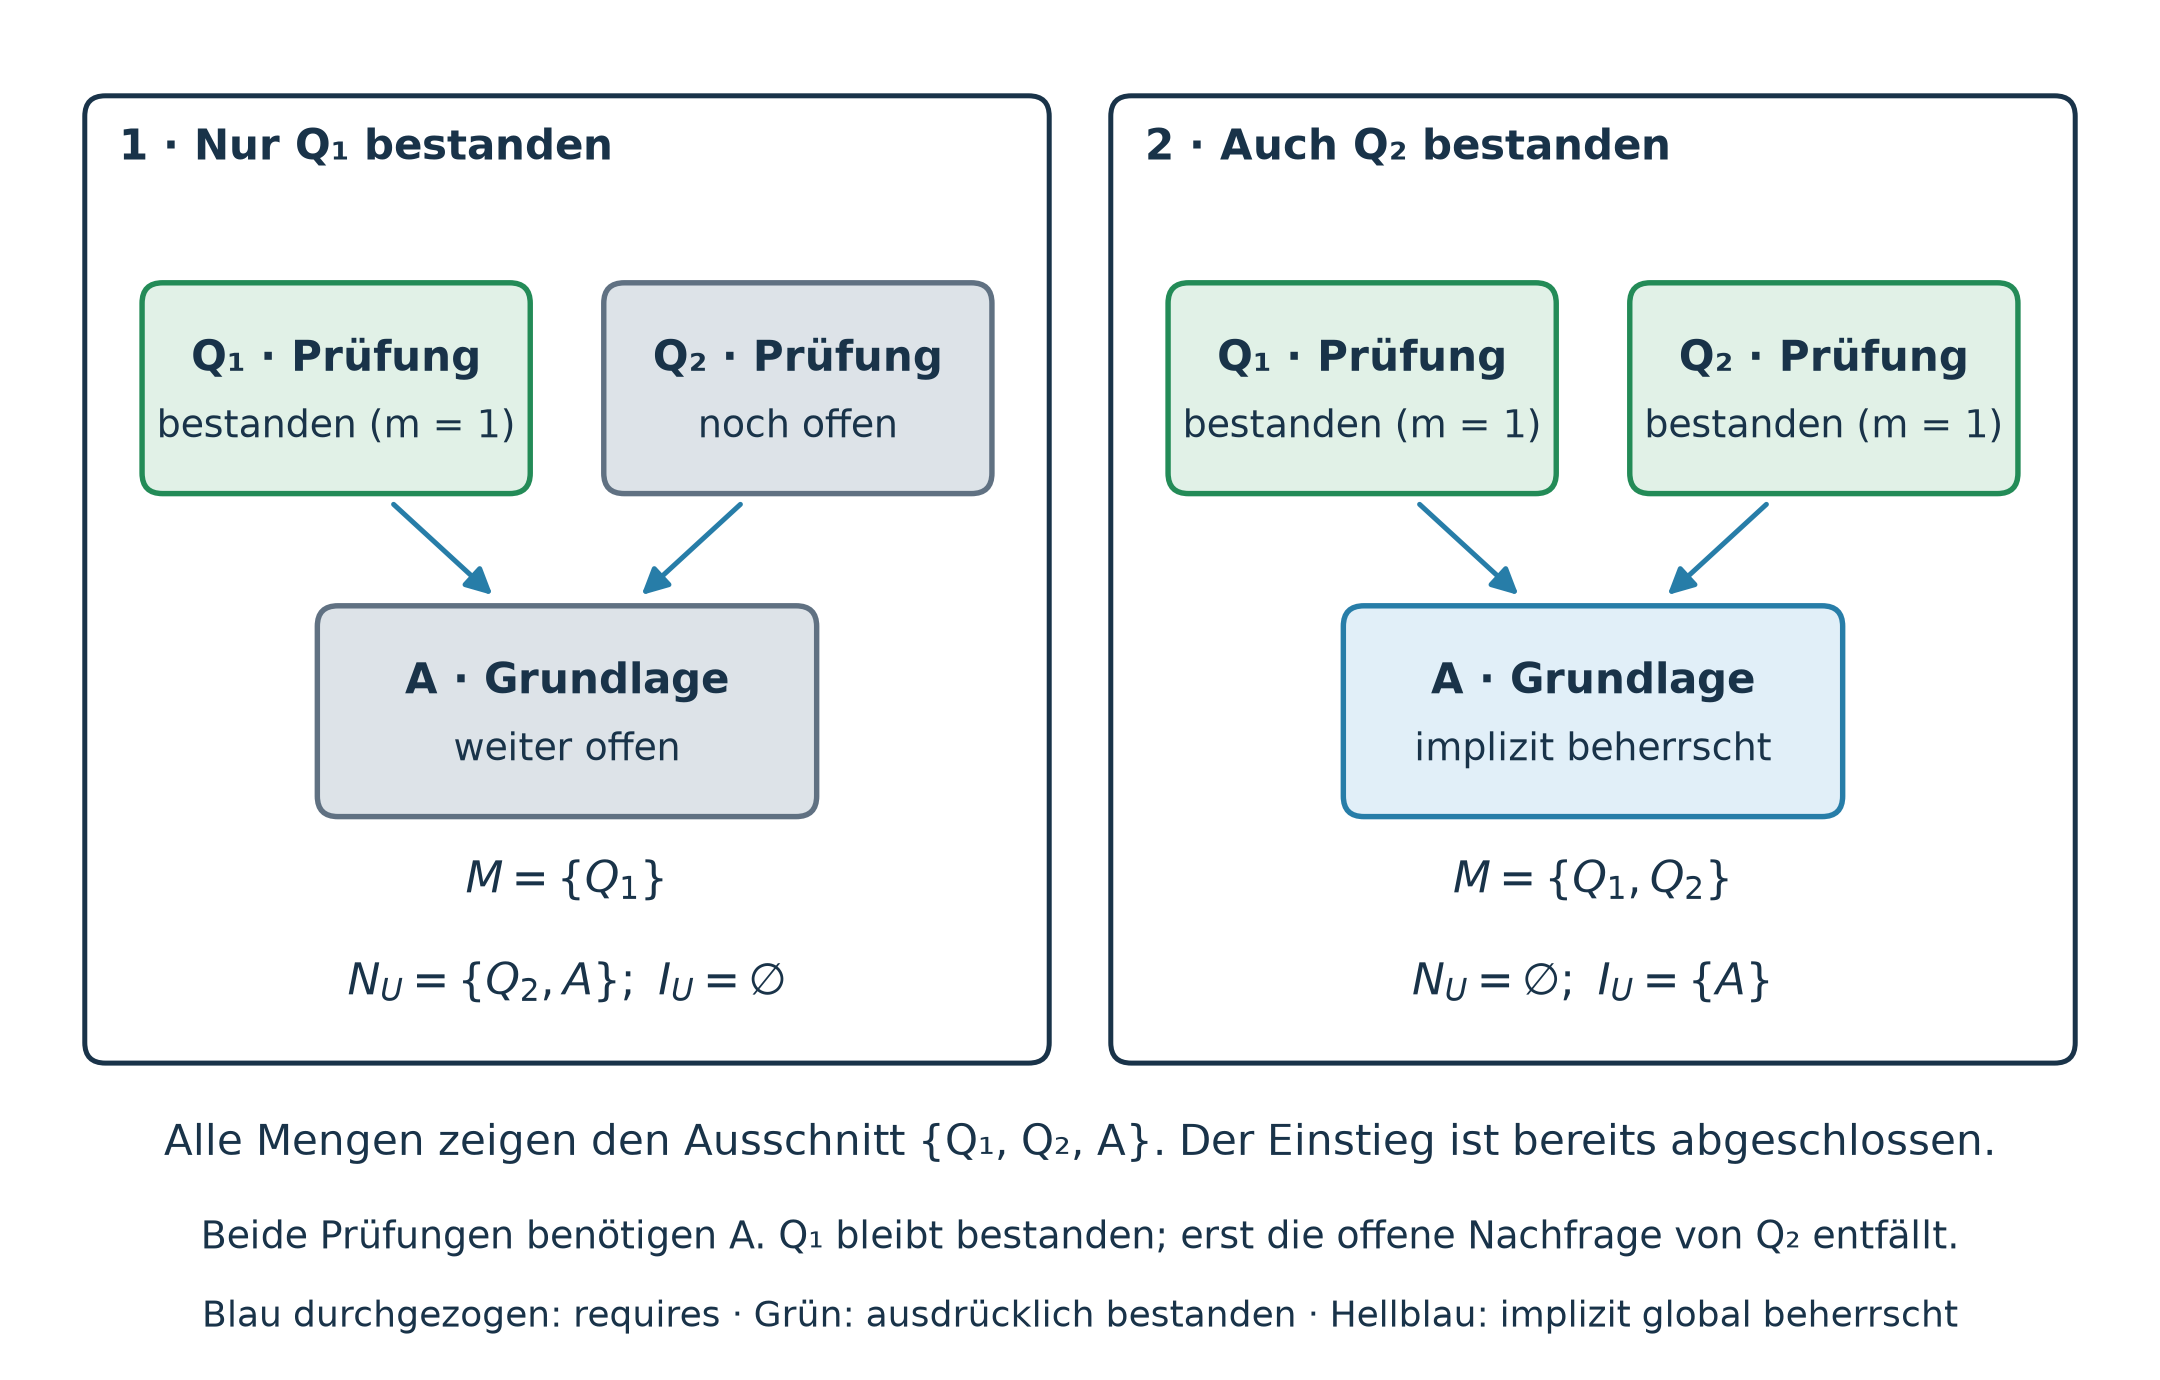 1 · Nur Q₁ bestanden
Q₁ · Prüfung
bestanden (m = 1)
Q₂ · Prüfung
noch offen
A · Grundlage
weiter offen
M = {Q₁}
N_U = {Q₂, A}; I_U = ∅
2 · Auch Q₂ bestanden
Q₁ · Prüfung
bestanden (m = 1)
Q₂ · Prüfung
bestanden (m = 1)
A · Grundlage
implizit beherrscht
M = {Q₁, Q₂}
N_U = ∅; I_U = {A}
Alle Mengen zeigen den Ausschnitt {Q₁, Q₂, A}. Der Einstieg ist bereits abgeschlossen.
Beide Prüfungen benötigen A. Q₁ bleibt bestanden; erst die offene Nachfrage von Q₂ entfällt.
Blau durchgezogen: requires · Grün: ausdrücklich bestanden · Hellblau: implizit global beherrscht